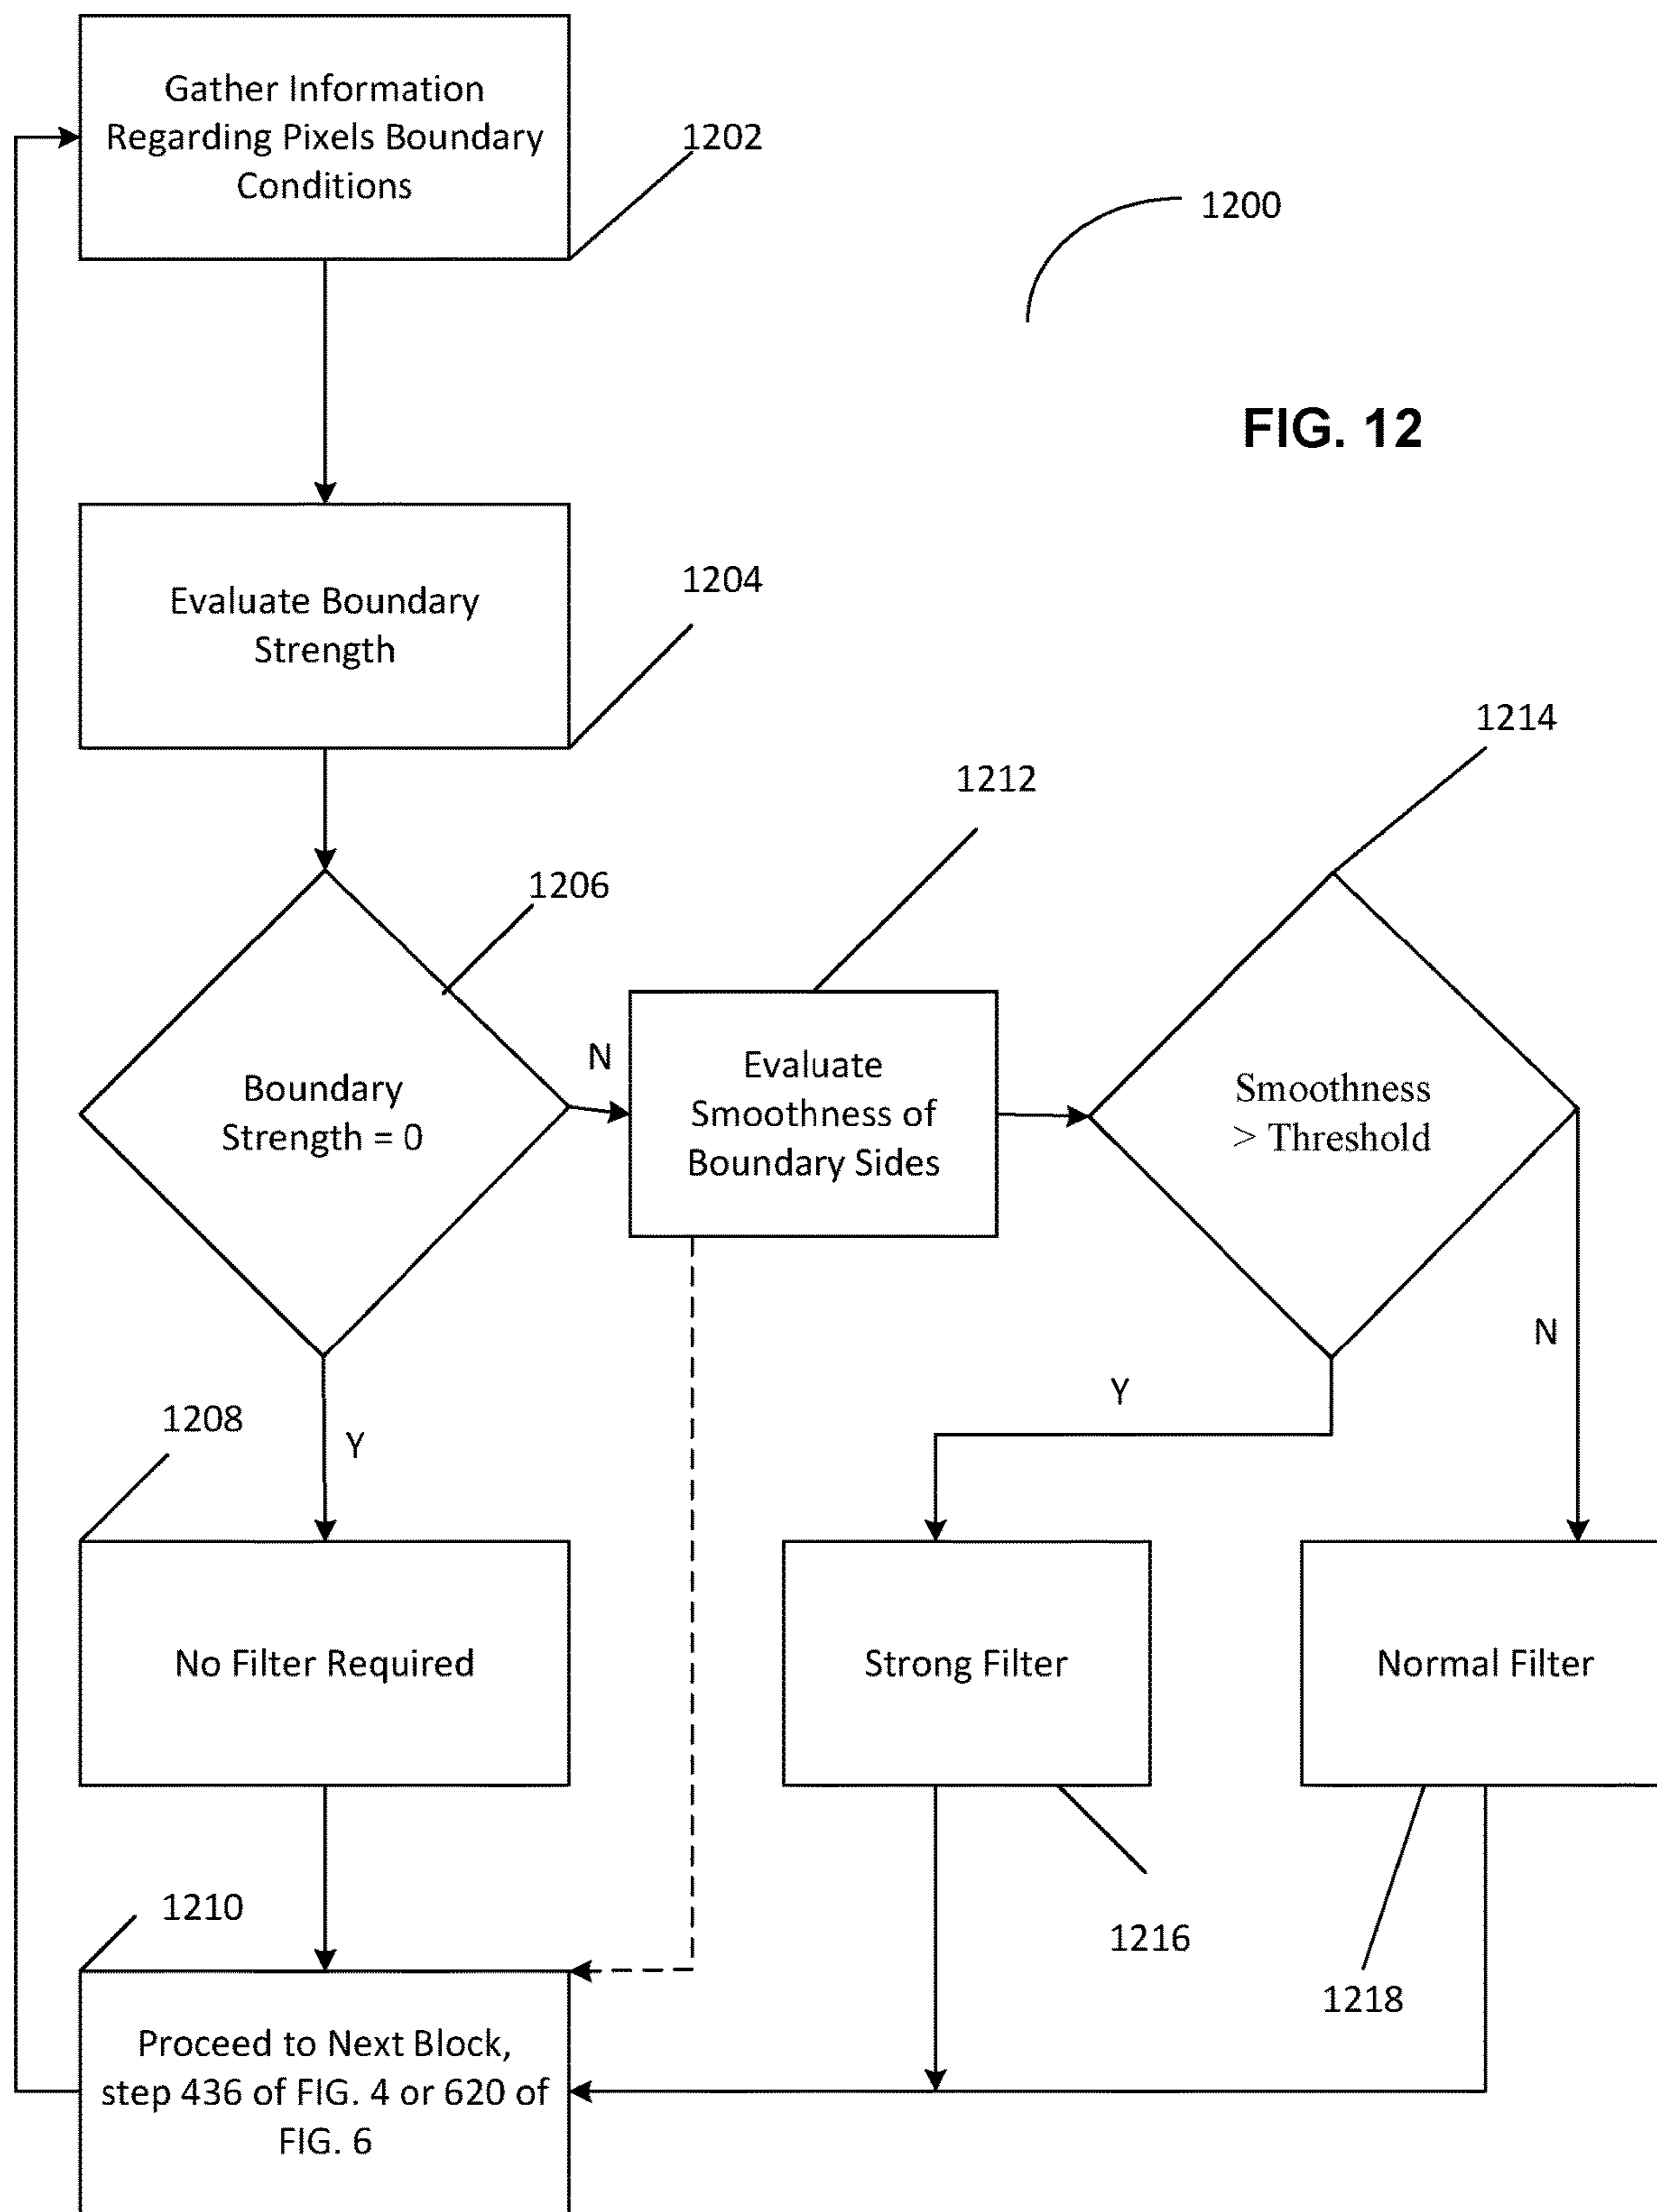 Gather Information
Regarding Pixels Boundary
Conditions
1202
1200
FIG. 12
Evaluate Boundary
Strength
1204
1206
Boundary
Strength = 0
N
1212
Evaluate
Smoothness of
Boundary Sides
1214
Smoothness
> Threshold
Y
N
1208
Y
No Filter Required
Strong Filter
Normal Filter
1210
1216
1218
Proceed to Next Block,
step 436 of FIG. 4 or 620 of
FIG. 6